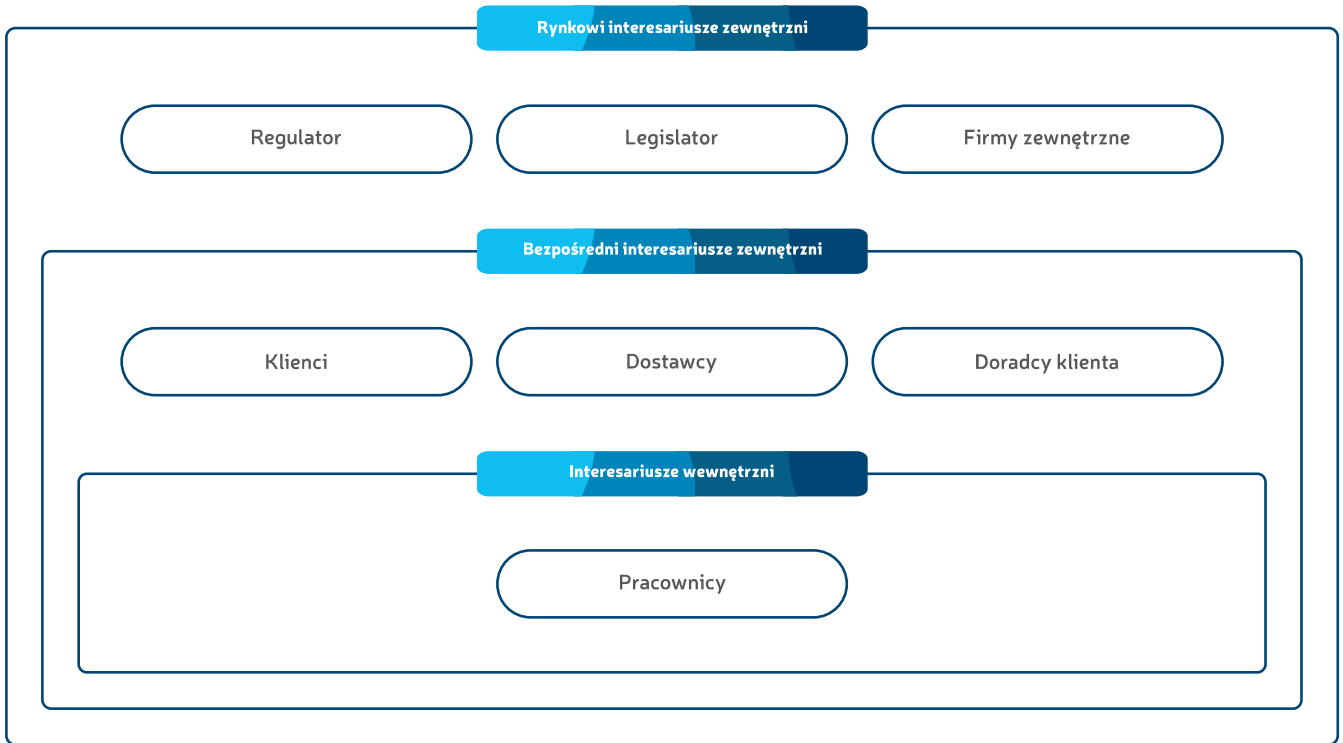 Rynkowi interesariusze zewnętrzni
Regulator
Legislator
Firmy zewnętrzne
Bezpośredni interesariusze zewnętrzni
Klienci
Dostawcy
Doradcy klienta
Interesariusze wewnętrzni
Pracownicy